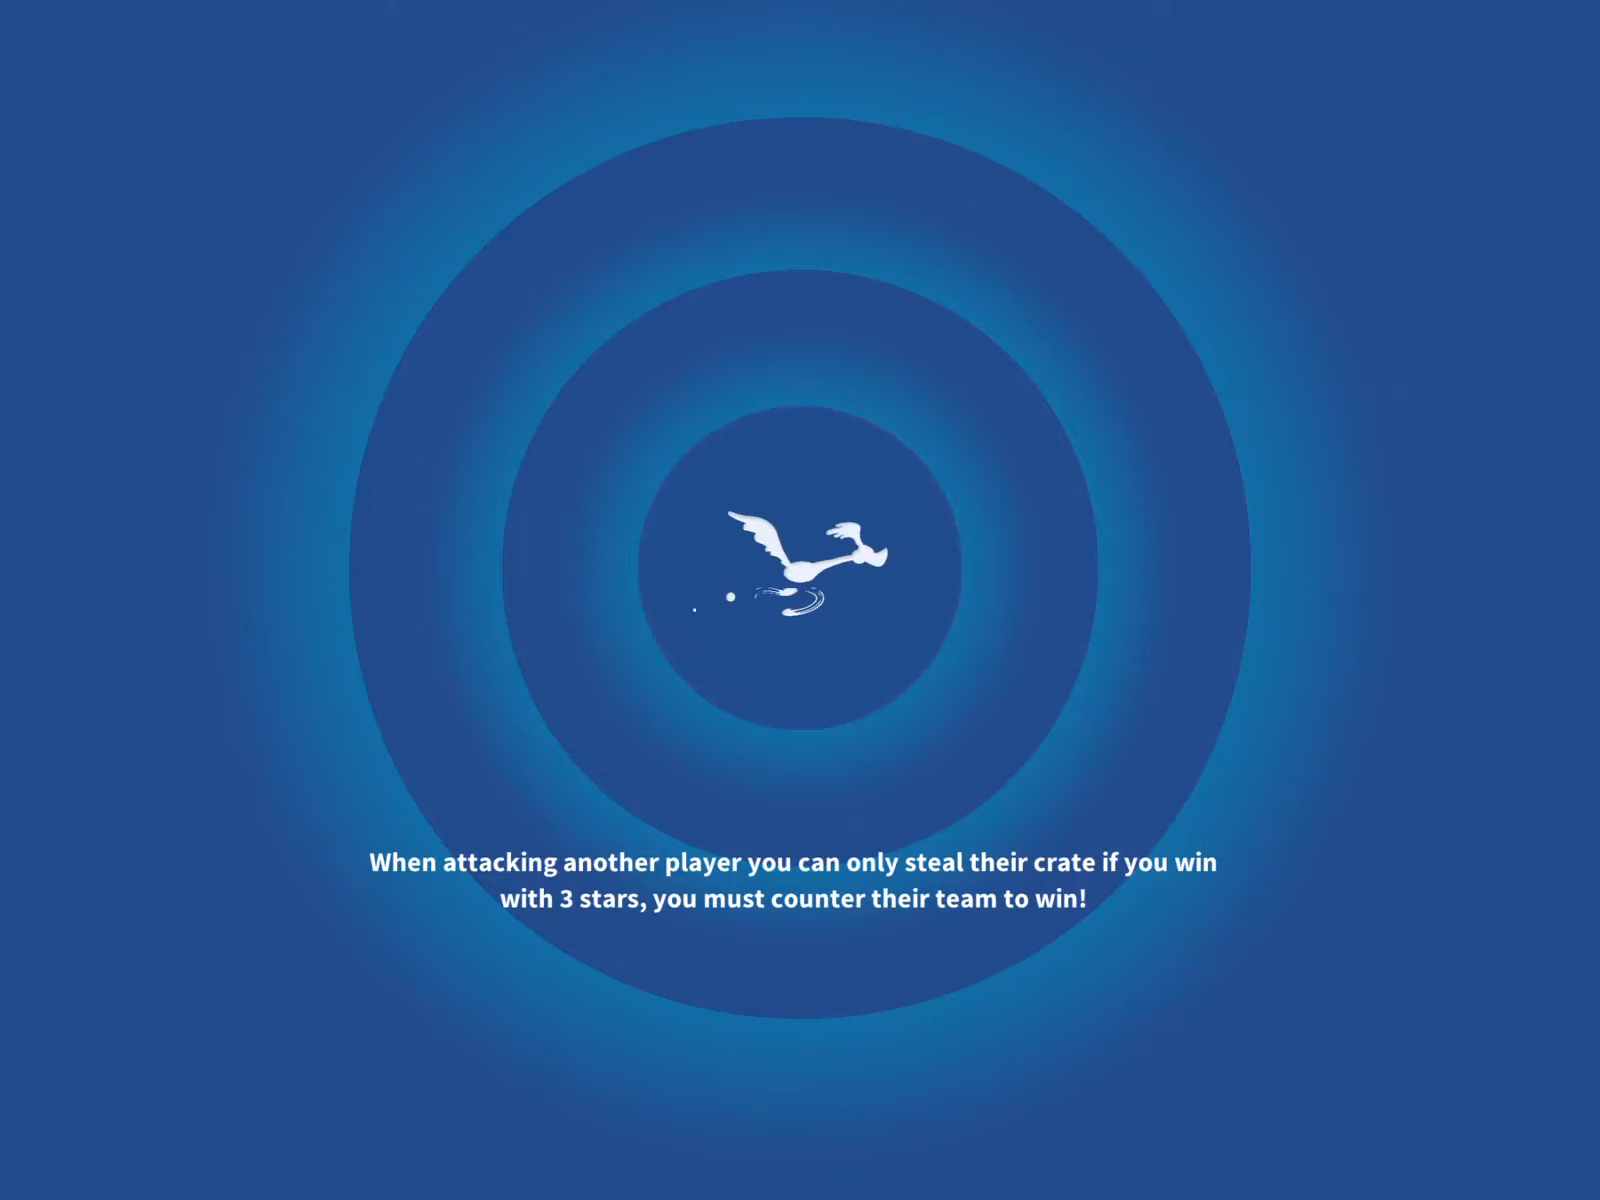 When attacking another player you can only steal their crate if you win
with 3 stars, you must counter their team to win!